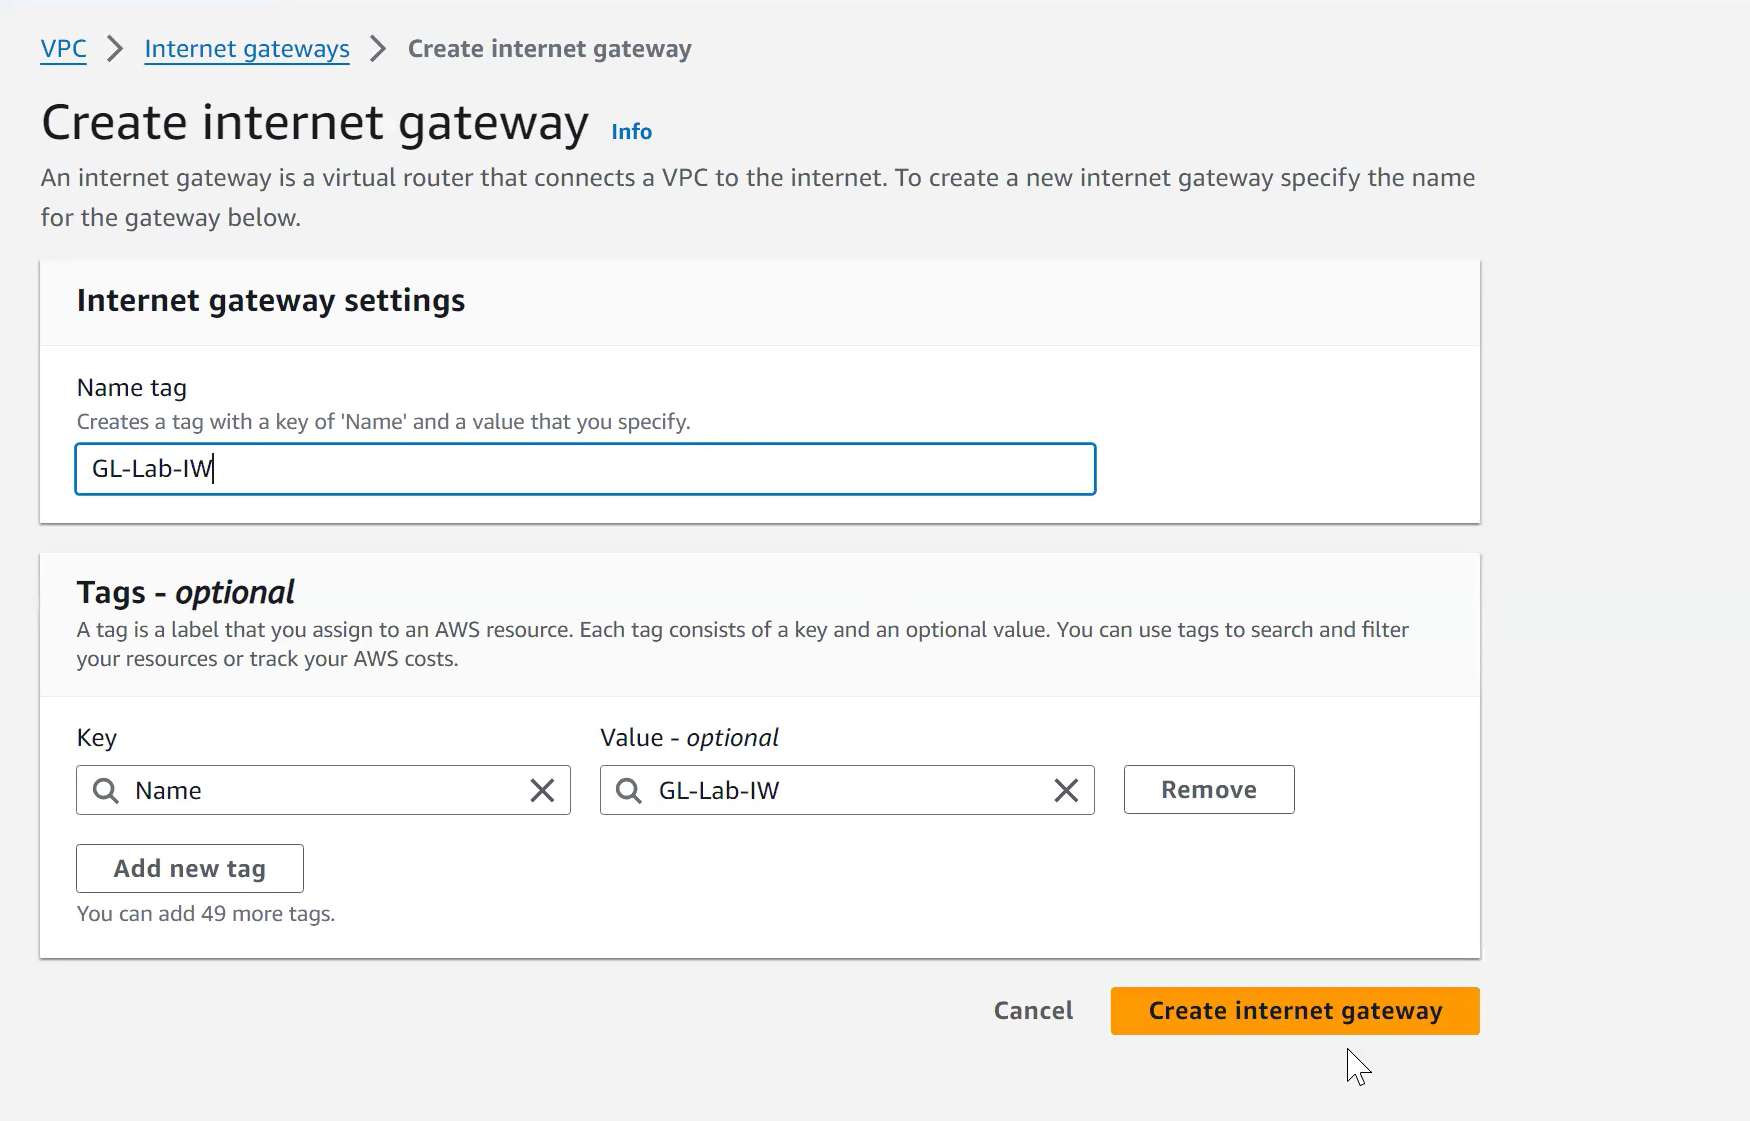 VPC > Internet gateways > Create internet gateway
Create internet gateway Info
An internet gateway is a virtual router that connects a VPC to the internet. To create a new internet gateway specify the name
for the gateway below.
Internet gateway settings
Name tag
Creates a tag with a key of 'Name' and a value that you specify.
GL-Lab-IW
Tags - optional
A tag is a label that you assign to an AWS resource. Each tag consists of a key and an optional value. You can use tags to search and filter
your resources or track your AWS costs.
Key Value - optional
Name GL-Lab-IW Remove
Add new tag
You can add 49 more tags.
Cancel Create internet gateway